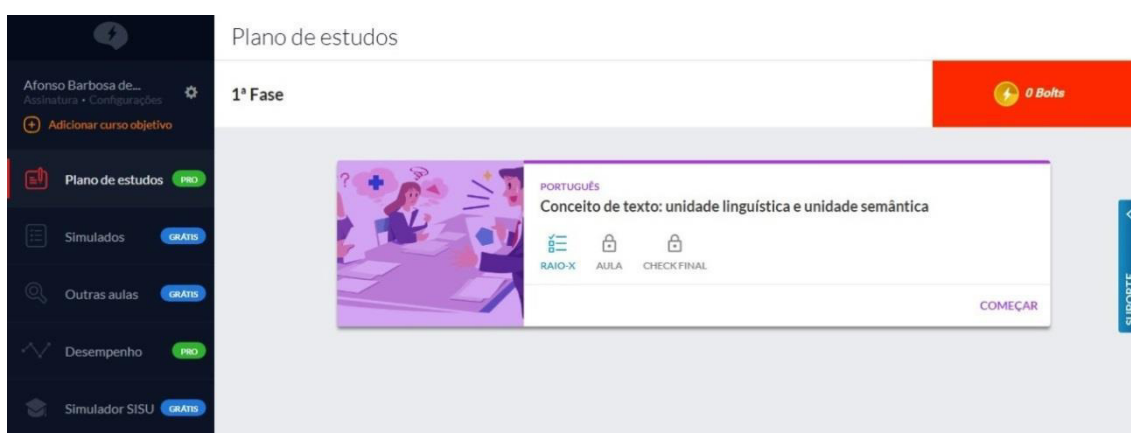 Plano de estudos
Afonso Barbosa de...
Assinatura • Configurações
Adicionar curso objetivo
1ª Fase
0 Bolts
Plano de estudos PRO
Simulados GRÁTIS
Outras aulas GRÁTIS
Desempenho PRO
Simulador SISU GRÁTIS
?
PORTUGUÊS
Conceito de texto: unidade linguística e unidade semântica
RAIO-X AULA CHECK FINAL
COMEÇAR
SUPORTE